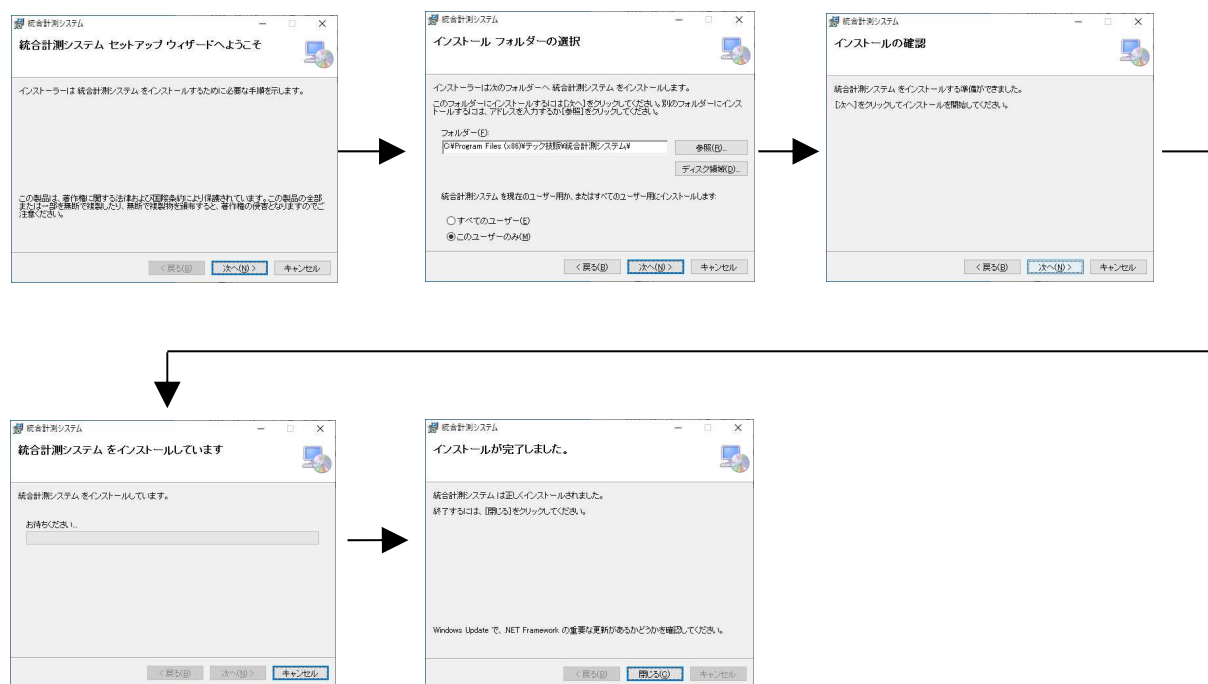 統合計測システム
統合計測システム セットアップ ウィザードへようこそ
インストーラーは 統合計測システム をインストールするために必要な手順を示します。
この製品は、著作権に関する法律および国際条約により保護されています。この製品の全部
または一部を無断で複製したり、無断で複製物を頒布すると、著作権の侵害となりますのでご
注意ください。
< 戻る(B)
次へ(N) >
キャンセル
統合計測システム
インストール フォルダーの選択
インストーラーは次のフォルダーへ 統合計測システム をインストールします。
このフォルダーにインストールするには[次へ]をクリックしてください。別のフォルダーにインス
トールするには、アドレスを入力するか[参照]をクリックしてください。
フォルダー(F):
C:¥Program Files (x86)¥テック技販¥統合計測システム¥
参照(R)...
ディスク領域(D)...
統合計測システム を現在のユーザー用か、またはすべてのユーザー用にインストールします:
すべてのユーザー(E)
このユーザーのみ(M)
< 戻る(B)
次へ(N) >
キャンセル
統合計測システム
インストールの確認
統合計測システム をインストールする準備ができました。
[次へ]をクリックしてインストールを開始してください。
< 戻る(B)
次へ(N) >
キャンセル
統合計測システム
統合計測システム をインストールしています
統合計測システム をインストールしています。
お待ちください...
< 戻る(B)
次へ(N) >
キャンセル
統合計測システム
インストールが完了しました。
統合計測システム は正しくインストールされました。
終了するには、[閉じる]をクリックしてください。
Windows Update で、.NET Framework の重要な更新があるかどうかを確認してください。
< 戻る(B)
閉じる(C)
キャンセル